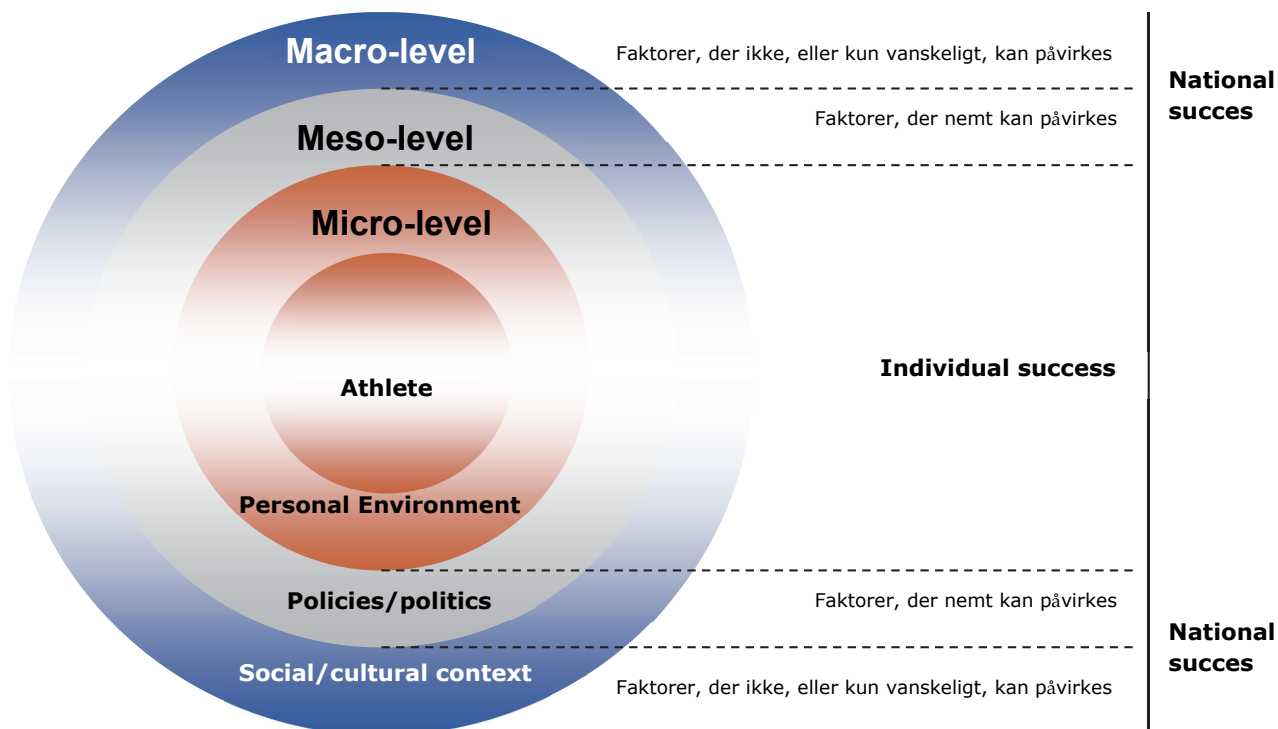 Macro-level
Faktorer, der ikke, eller kun vanskeligt, kan påvirkes
National
succes
Meso-level
Faktorer, der nemt kan påvirkes
Micro-level
Athlete
Individual success
Personal Environment
Policies/politics
Faktorer, der nemt kan påvirkes
National
succes
Social/cultural context
Faktorer, der ikke, eller kun vanskeligt, kan påvirkes